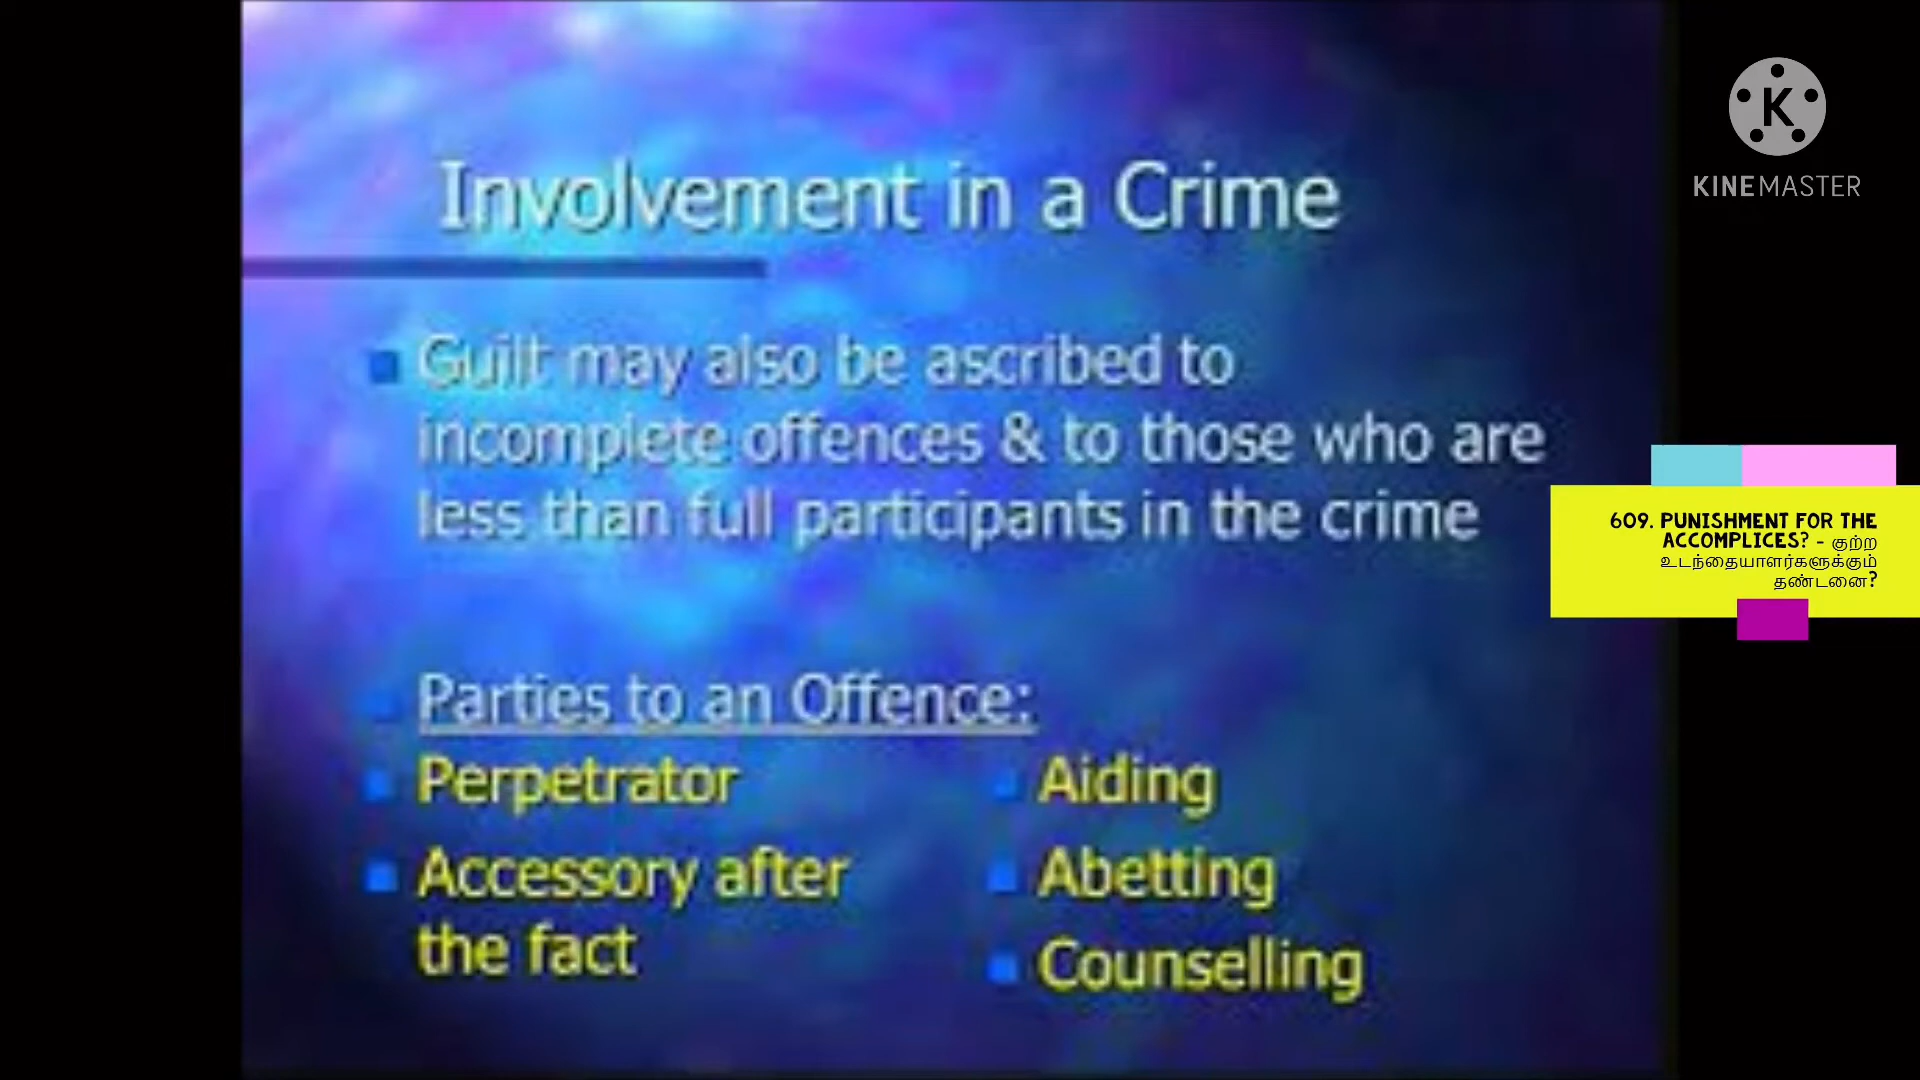 Involvement in a Crime
Guilt may also be ascribed to
incomplete offences & to those who are
less than full participants in the crime
Parties to an Offence:
Perpetrator
Accessory after
the fact
Aiding
Abetting
Counselling
KINEMASTER
609. PUNISHMENT FOR THE
ACCOMPLICES? - குற்ற
உடந்தையாளர்களுக்கும்
தண்டனை?